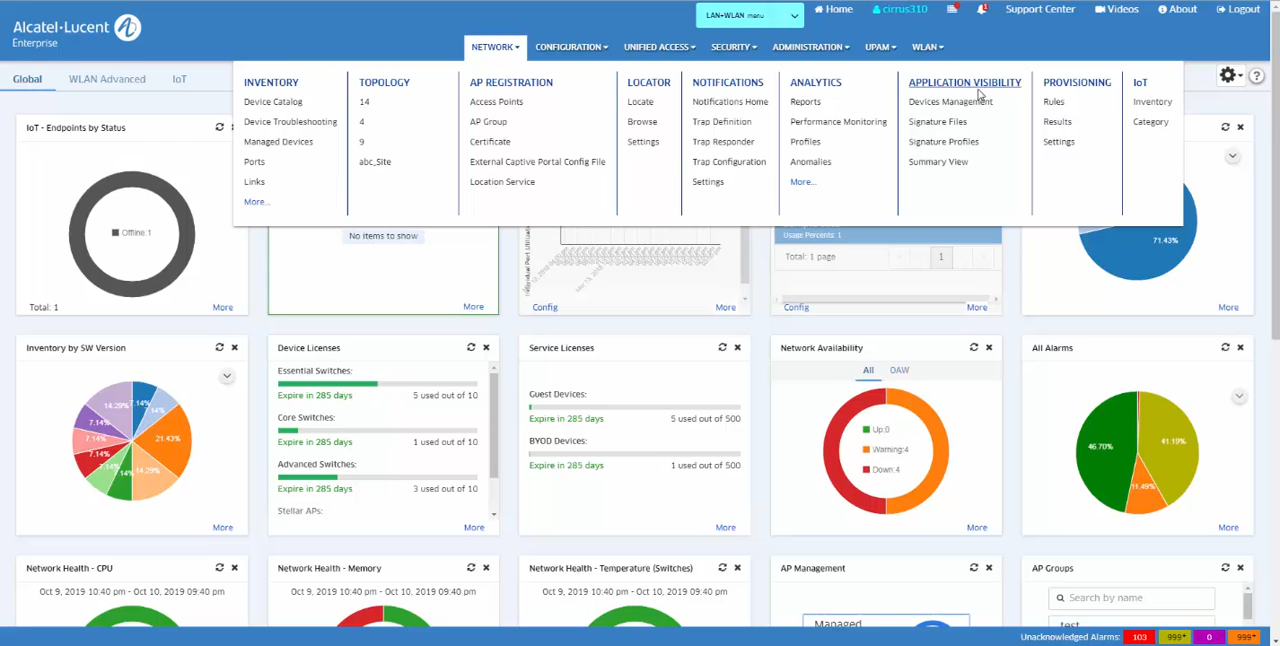 Alcatel·Lucent
Enterprise
LAN+WLAN menu
Home
cirrus310
Support Center
Videos
About
Logout
NETWORK
CONFIGURATION
UNIFIED ACCESS
SECURITY
ADMINISTRATION
UPAM
WLAN
Global
WLAN Advanced
IoT
INVENTORY
Device Catalog
Device Troubleshooting
Managed Devices
Ports
Links
More...
TOPOLOGY
14
4
9
abc_Site
AP REGISTRATION
Access Points
AP Group
Certificate
External Captive Portal Config File
Location Service
LOCATOR
Locate
Browse
Settings
NOTIFICATIONS
Notifications Home
Trap Definition
Trap Responder
Trap Configuration
Settings
ANALYTICS
Reports
Performance Monitoring
Profiles
Anomalies
More...
APPLICATION VISIBILITY
Devices Management
Signature Files
Signature Profiles
Summary View
PROVISIONING
Rules
Results
Settings
IoT
Inventory
Category
IoT - Endpoints by Status
Offline:1
Total: 1
More
No items to show
More
Individual Port Utilizati
Config
More
Usage Percents: 1
Total: 1 page
1
Config
More
71.43%
More
Inventory by SW Version
14.29%
7.14%
14%
7.14%
21.43%
7.14%
7.14%
7.14%
14%
14.29%
More
Device Licenses
Essential Switches:
Expire in 285 days
5 used out of 10
Core Switches:
Expire in 285 days
1 used out of 10
Advanced Switches:
Expire in 285 days
3 used out of 10
Stellar APs:
More
Service Licenses
Guest Devices:
Expire in 285 days
5 used out of 500
BYOD Devices:
Expire in 285 days
1 used out of 500
More
Network Availability
All
OAW
Up:0
Warning:4
Down:4
More
All Alarms
46.70%
41.19%
11.49%
More
Network Health - CPU
Oct 9, 2019 10:40 pm - Oct 10, 2019 09:40 pm
Network Health - Memory
Oct 9, 2019 10:40 pm - Oct 10, 2019 09:40 pm
Network Health - Temperature (Switches)
Oct 9, 2019 10:40 pm - Oct 10, 2019 09:40 pm
AP Management
Managed
AP Groups
Search by name
test
Unacknowledged Alarms:
103
999+
0
999+